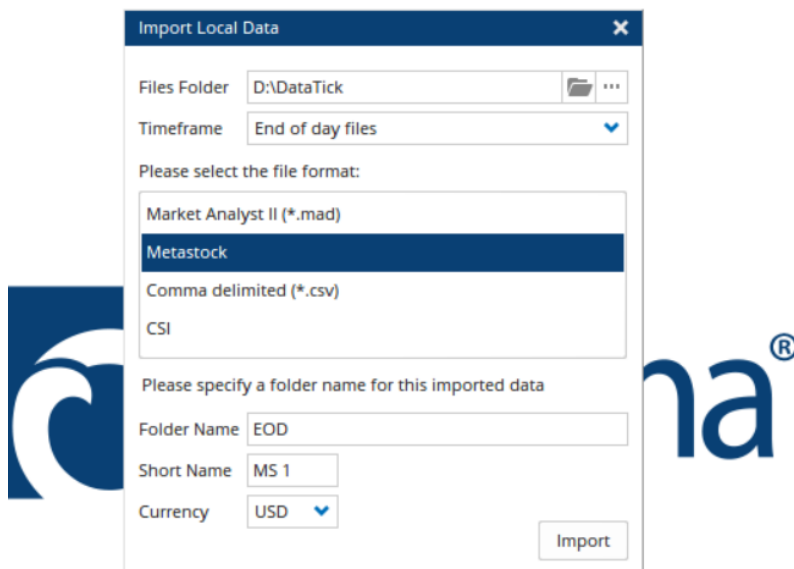 Import Local Data
Files Folder D:\DataTick ...
Timeframe End of day files
Please select the file format:
Market Analyst II (*.mad)
Metastock
Comma delimited (*.csv)
CSI
Please specify a folder name for this imported data
Folder Name EOD
na®
Short Name MS 1
Currency USD
Import